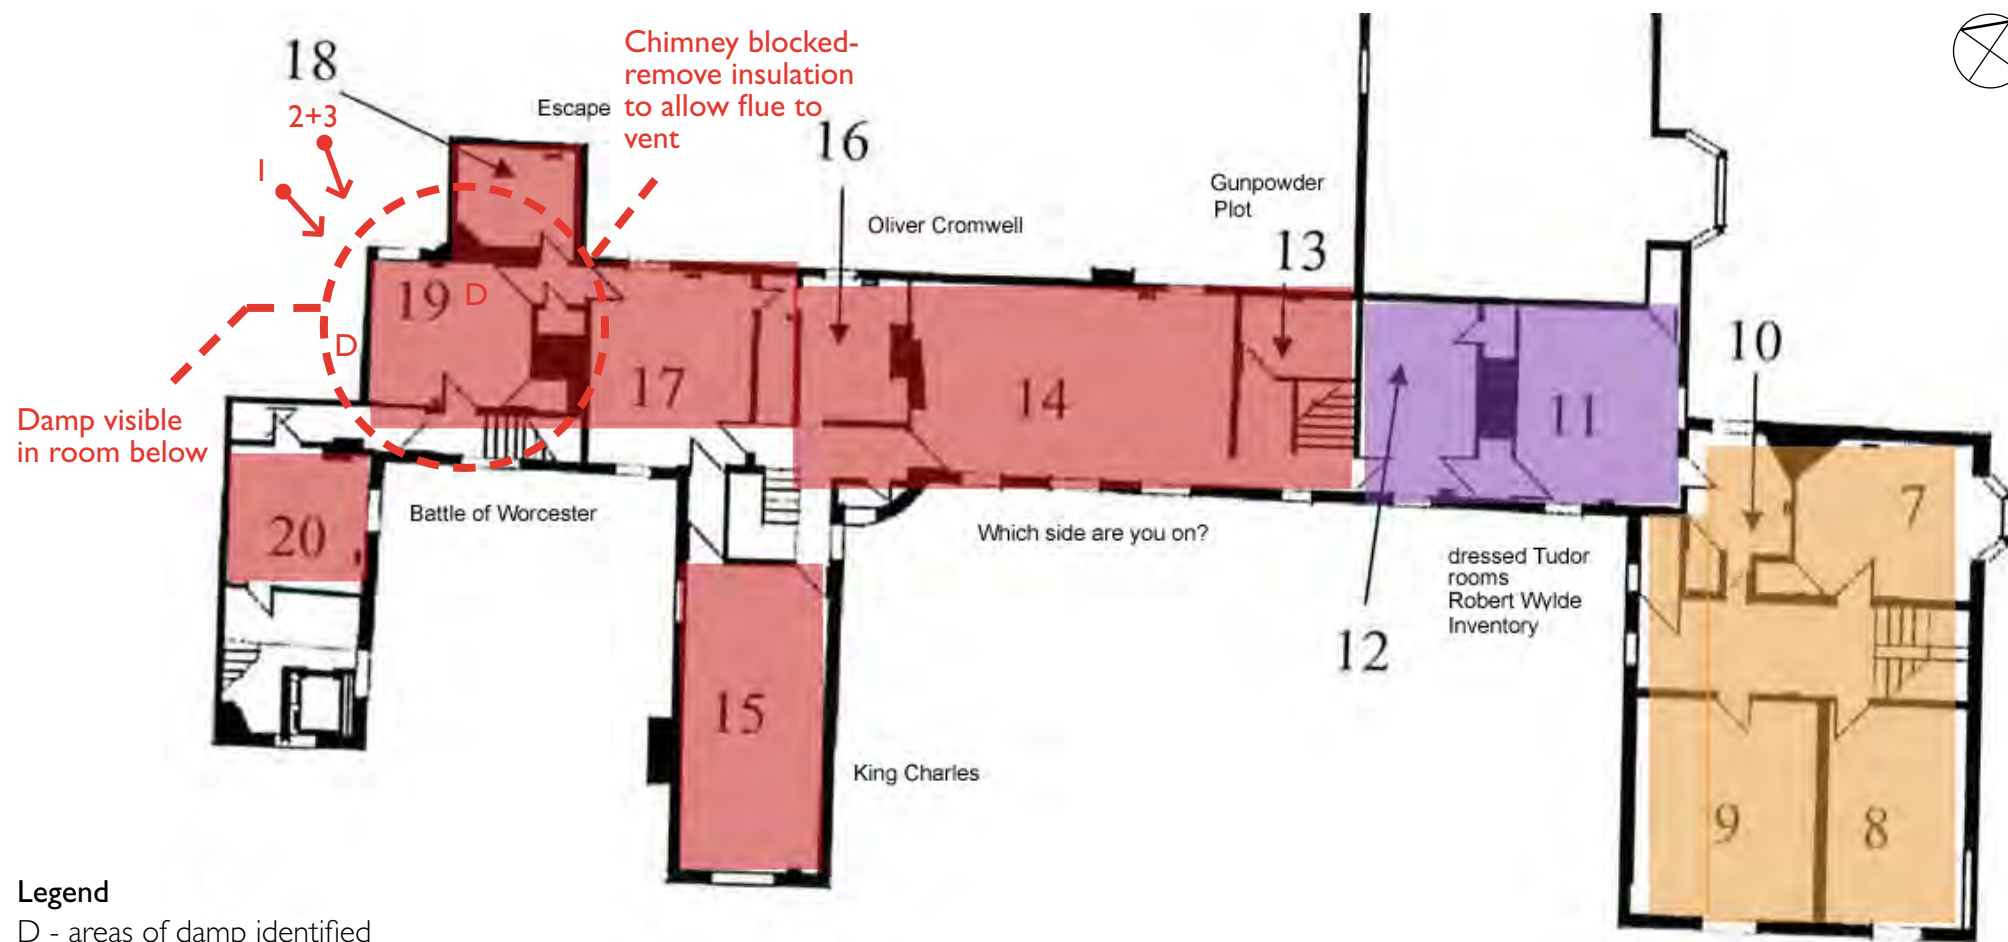 18
2+3
1
Escape
Chimney blocked-
remove insulation
to allow flue to
vent
16
Oliver Cromwell
Gunpowder
Plot
13
19
D
D
17
14
11
10
7
Damp visible
in room below
20
Battle of Worcester
Which side are you on?
dressed Tudor
rooms
Robert Wylde
Inventory
12
15
King Charles
9
8
Legend
D - areas of damp identified